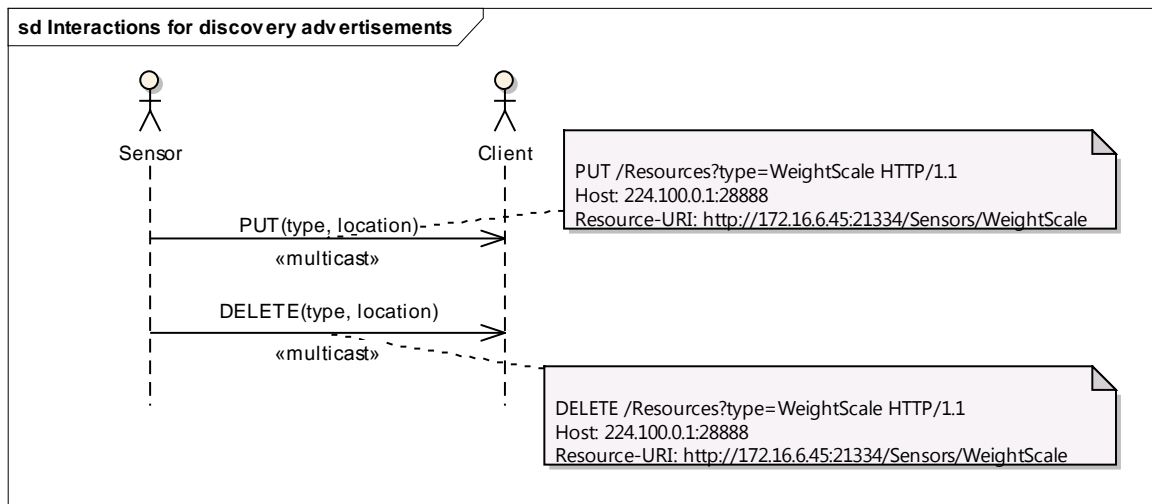 sd Interactions for discovery advertisements
Sensor
Client
PUT /Resources?type=WeightScale HTTP/1.1
Host: 224.100.0.1:28888
Resource-URI: http://172.16.6.45:21334/Sensors/WeightScale
PUT(type, location)
«multicast»
DELETE(type, location)
«multicast»
DELETE /Resources?type=WeightScale HTTP/1.1
Host: 224.100.0.1:28888
Resource-URI: http://172.16.6.45:21334/Sensors/WeightScale